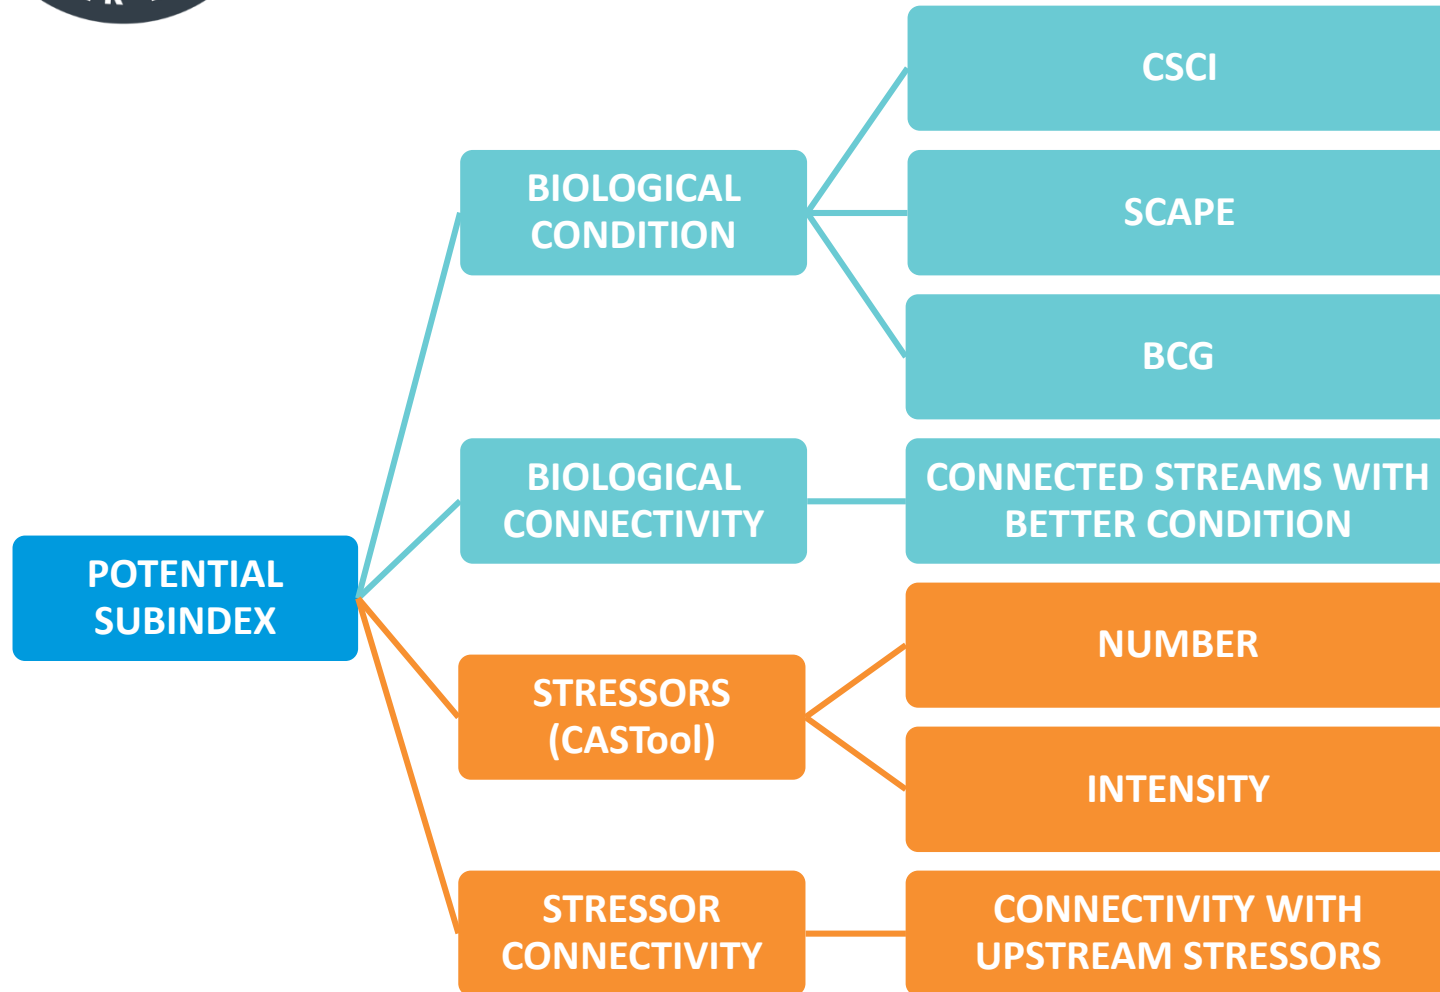 CSCI
BIOLOGICAL
CONDITION
SCAPE
BCG
BIOLOGICAL
CONNECTIVITY
CONNECTED STREAMS WITH
BETTER CONDITION
POTENTIAL
SUBINDEX
NUMBER
STRESSORS
(CASTool)
INTENSITY
STRESSOR
CONNECTIVITY
CONNECTIVITY WITH
UPSTREAM STRESSORS